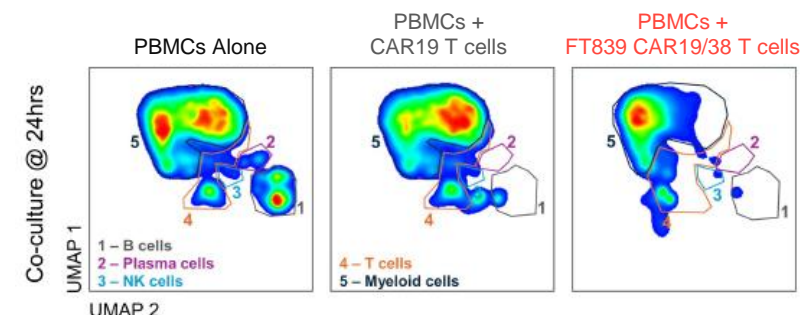 PBMCs Alone
PBMCs +
CAR19 T cells
PBMCs +
FT839 CAR19/38 T cells
Co-culture @ 24hrs
UMAP 1
5
2
3
4
1
1 – B cells
2 – Plasma cells
3 – NK cells
5
2
4 – T cells
5 – Myeloid cells
5
2
3
4
1
UMAP 2